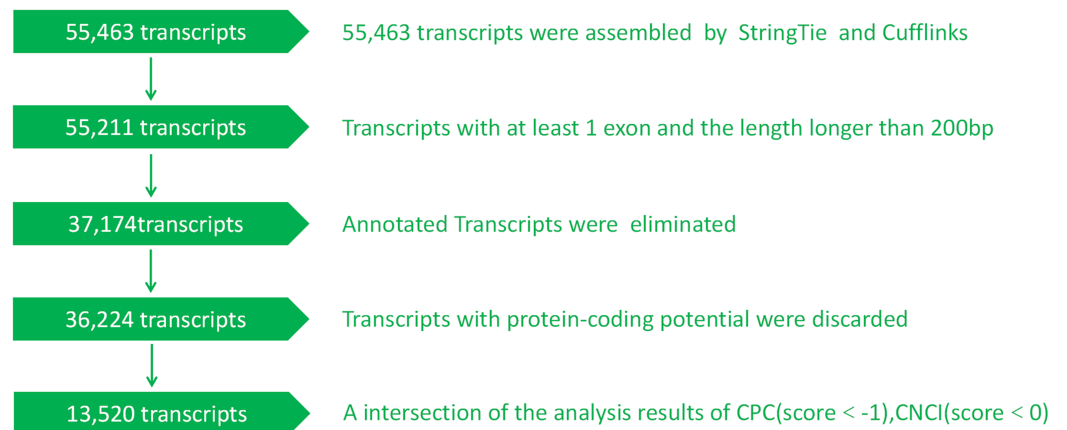 55,463 transcripts
55,463 transcripts were assembled by StringTie and Cufflinks
55,211 transcripts
Transcripts with at least 1 exon and the length longer than 200bp
37,174transcripts
Annotated Transcripts were eliminated
36,224 transcripts
Transcripts with protein-coding potential were discarded
13,520 transcripts
A intersection of the analysis results of CPC(score < -1),CNCI(score < 0)